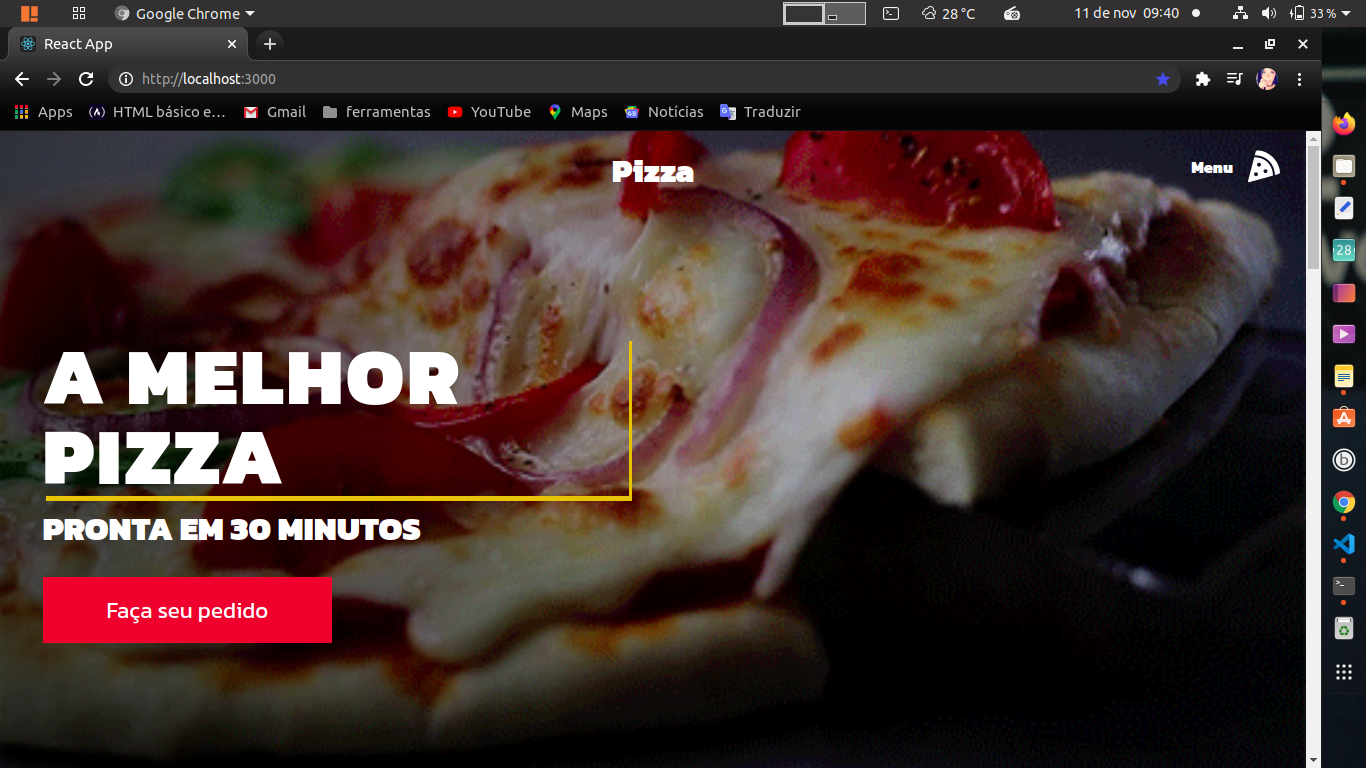 Google Chrome
28 °C
11 de nov 09:40
33 %
React App
http://localhost:3000
Apps
HTML básico e...
Gmail
ferramentas
YouTube
Maps
Notícias
Traduzir
Pizza
Menu
28
A MELHOR
PIZZA
PRONTA EM 30 MINUTOS
Faça seu pedido